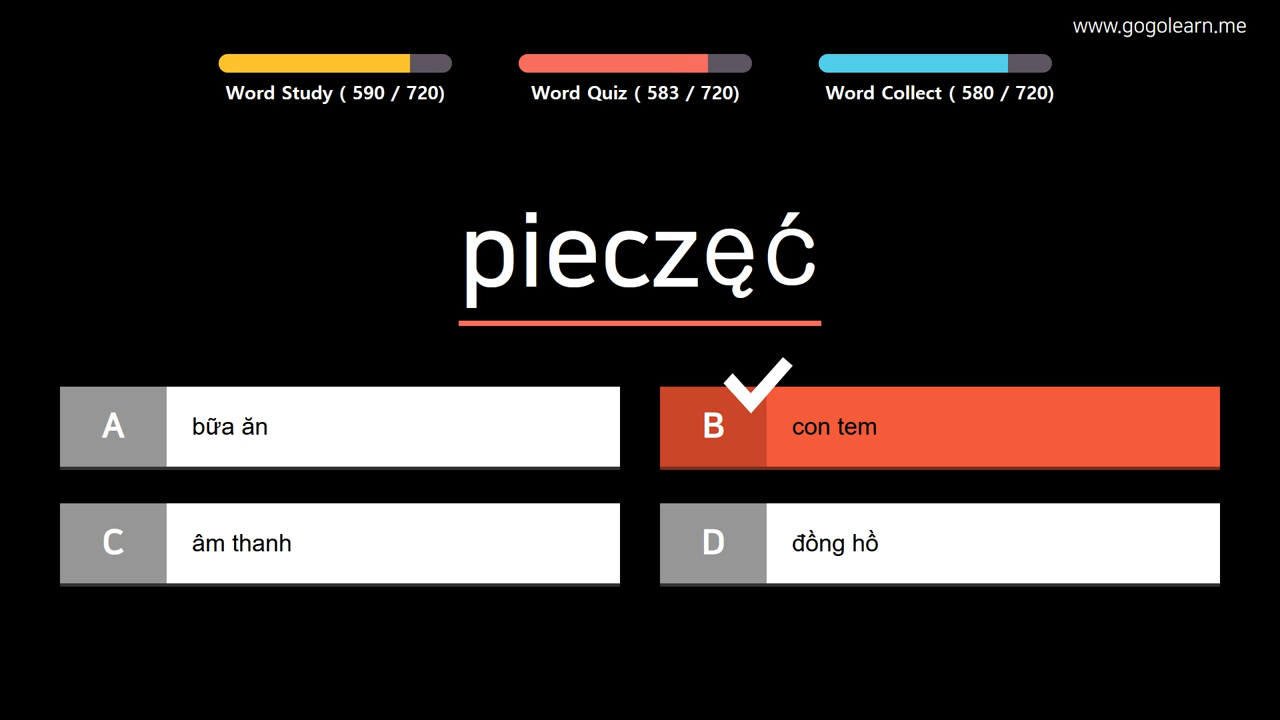 www.gogolearn.me
Word Study ( 590 / 720)
Word Quiz ( 583 / 720)
Word Collect ( 580 / 720)
pieczęć
A bữa ăn
B con tem
C âm thanh
D đồng hồ